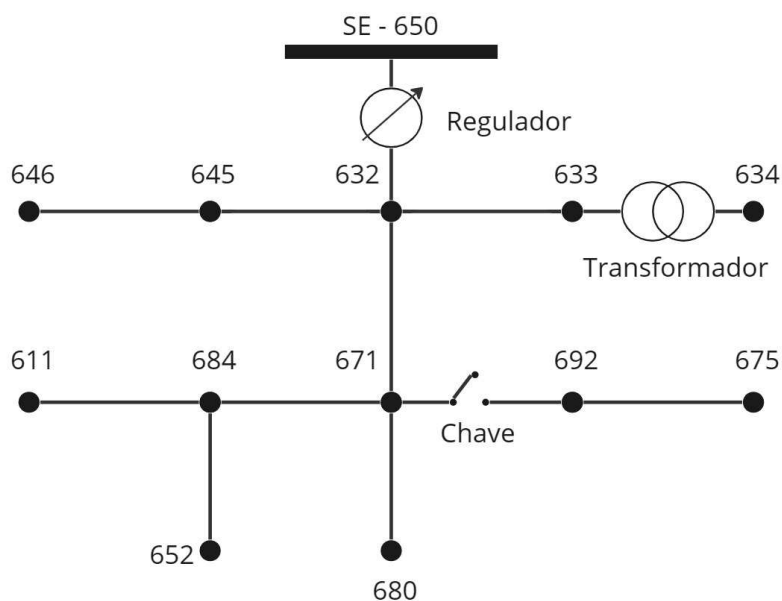 SE - 650
Regulador
646 645 632 633 634
Transformador
611 684 671 692 675
Chave
652
680